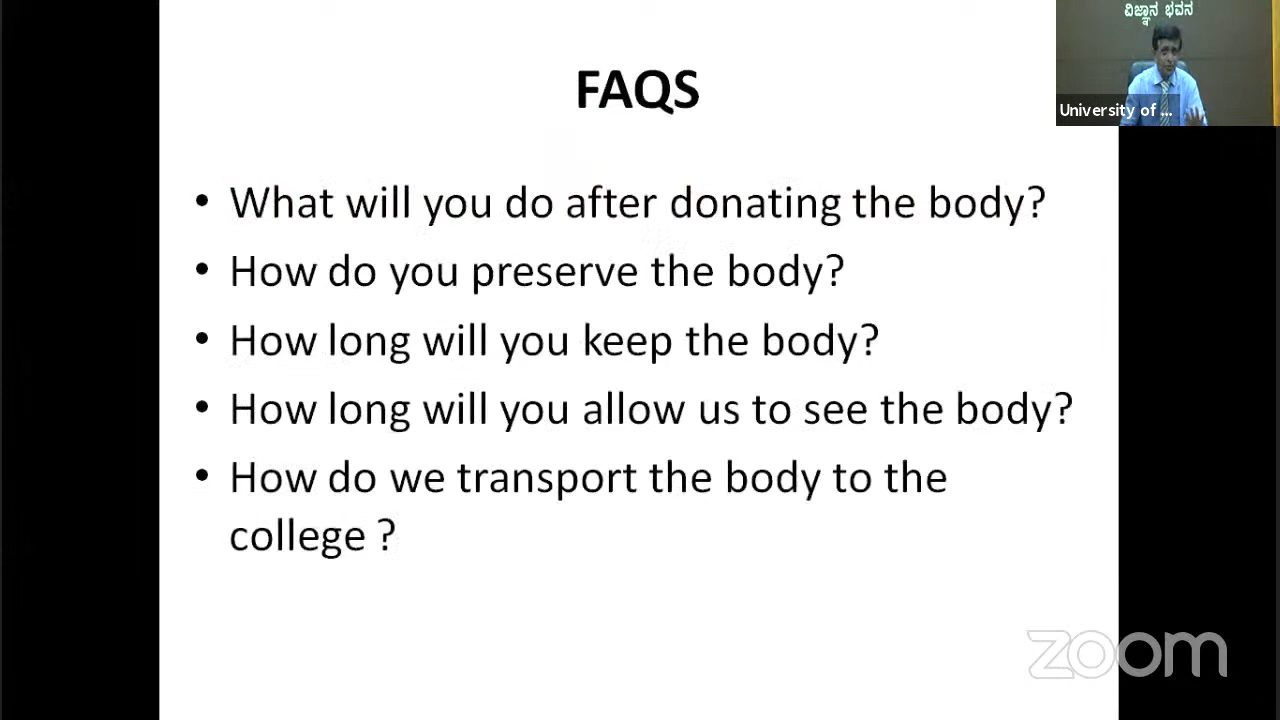 ವಿಜ್ಞಾನ ಭವನ
University of ...
FAQS
• What will you do after donating the body?
• How do you preserve the body?
• How long will you keep the body?
• How long will you allow us to see the body?
• How do we transport the body to the
college ?
zoom